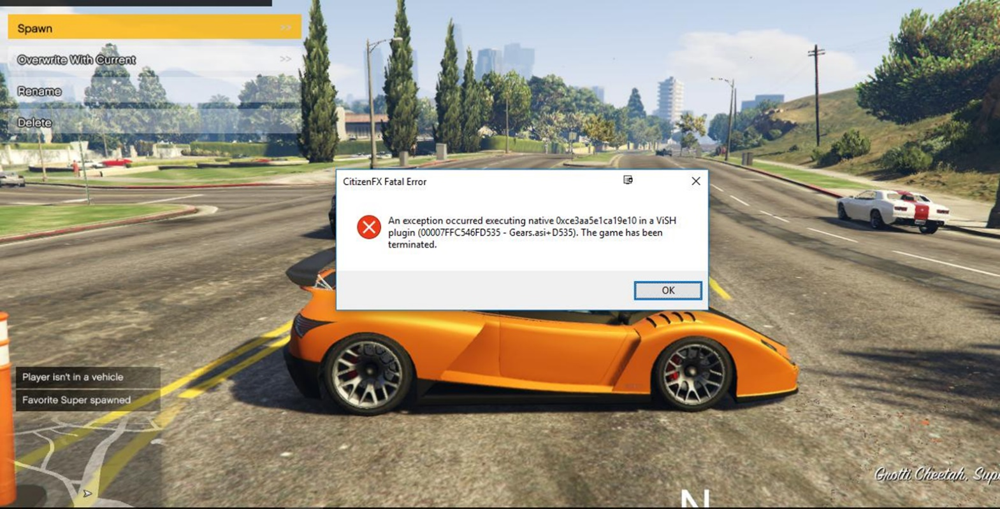 Spawn >>
Overwrite With Current >>
Rename
Delete
CitizenFX Fatal Error
An exception occurred executing native 0xce3aa5e1ca19e10 in a ViSH
plugin (00007FFC546FD535 - Gears.asi+D535). The game has been
terminated.
OK
Player isn't in a vehicle
Favorite Super spawned
Grotti Cheetah, Supe
N